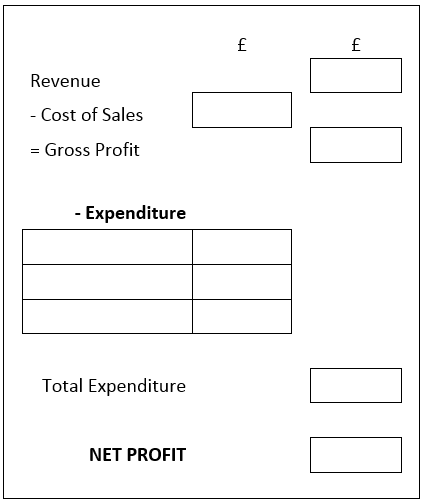 £ £
Revenue
- Cost of Sales
= Gross Profit
- Expenditure
Total Expenditure
NET PROFIT